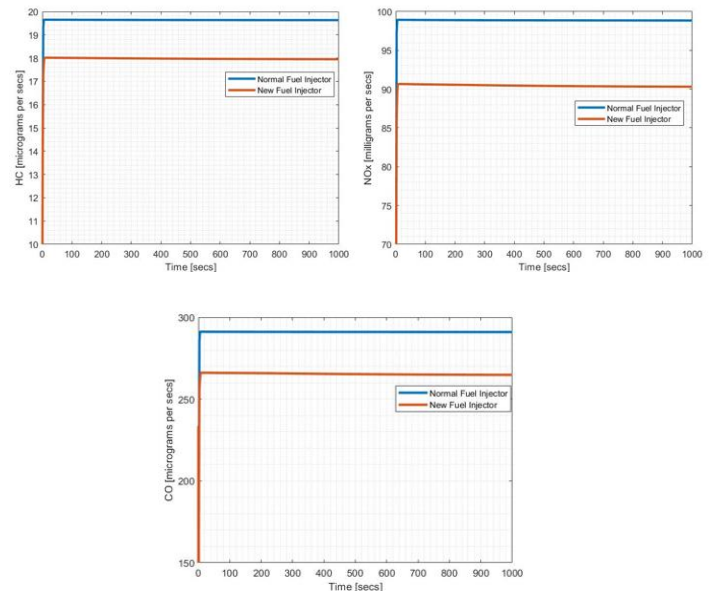 20
19
18
17
16
15
14
13
12
11
10
HC [micrograms per secs]
Normal Fuel Injector
New Fuel Injector
0 100 200 300 400 500 600 700 800 900 1000
Time [secs]
100
95
90
85
80
75
70
NOx [milligrams per secs]
Normal Fuel Injector
New Fuel Injector
0 100 200 300 400 500 600 700 800 900 1000
Time [secs]
300
250
200
150
CO [micrograms per secs]
Normal Fuel Injector
New Fuel Injector
0 100 200 300 400 500 600 700 800 900 1000
Time [secs]